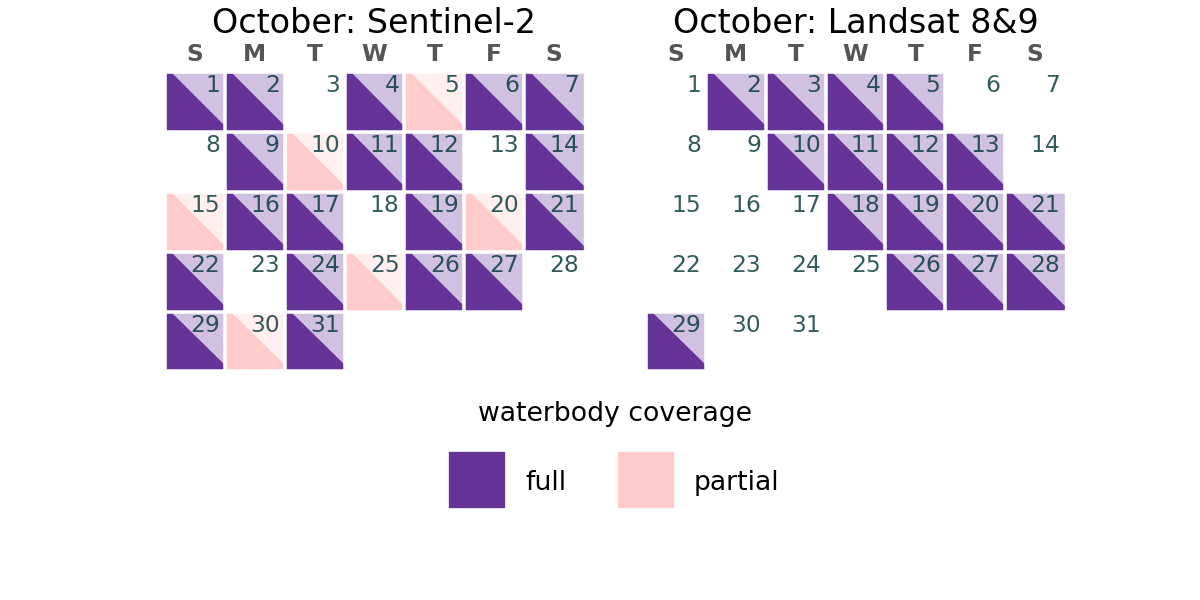 October: Sentinel-2
S M T W T F S
1 2 3 4 5 6 7
8 9 10 11 12 13 14
15 16 17 18 19 20 21
22 23 24 25 26 27 28
29 30 31
October: Landsat 8&9
S M T W T F S
1 2 3 4 5 6 7
8 9 10 11 12 13 14
15 16 17 18 19 20 21
22 23 24 25 26 27 28
29 30 31
waterbody coverage
full partial